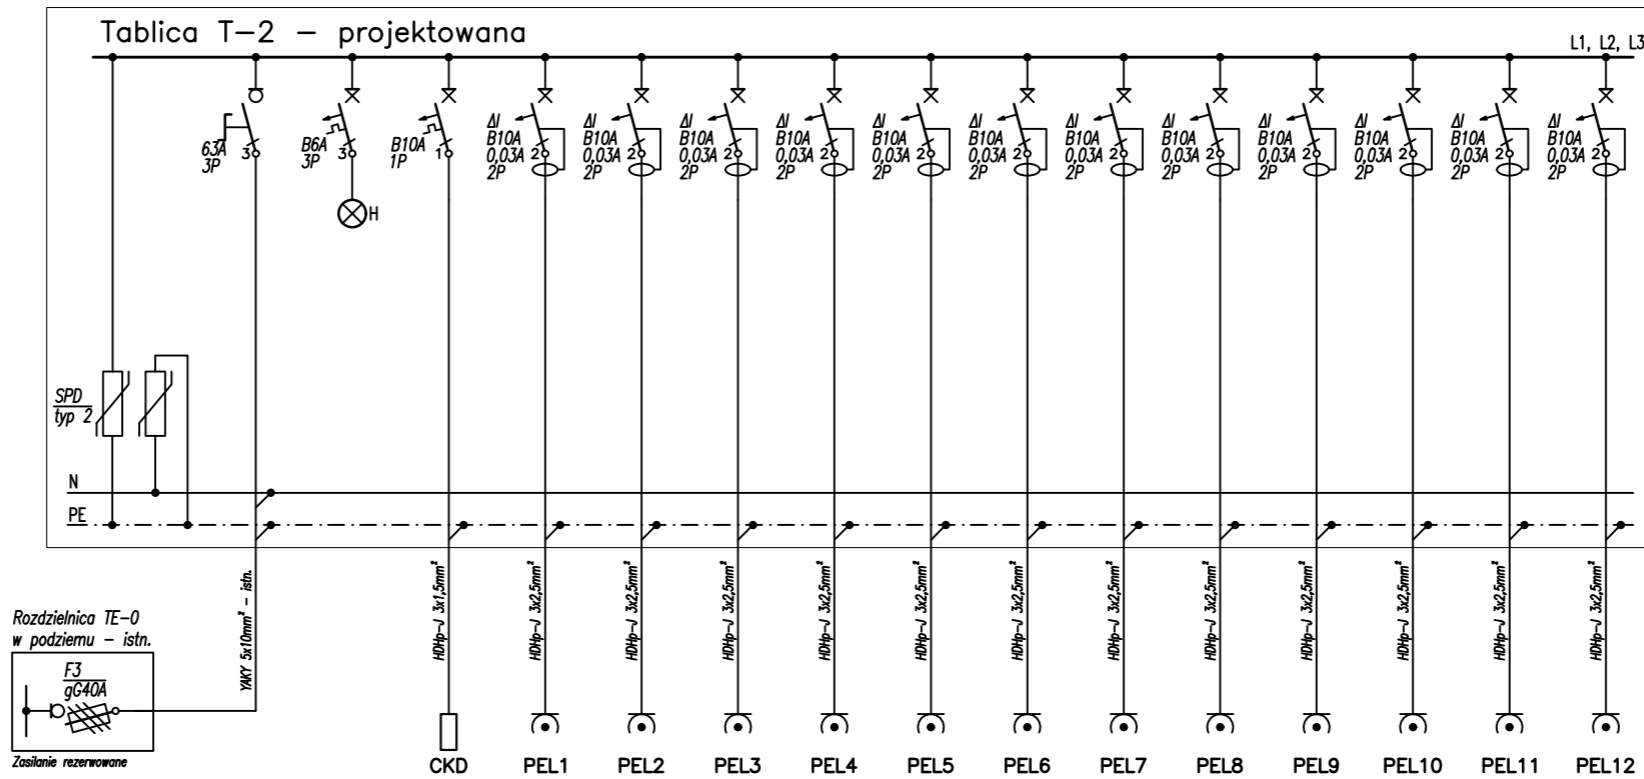 Tablica T-2 - projektowana
L1, L2, L3
63A
3P
3
B6A
3P
3
H
B10A
1P
1
ΔI
B10A
0,03A
2P
2
ΔI
B10A
0,03A
2P
2
ΔI
B10A
0,03A
2P
2
ΔI
B10A
0,03A
2P
2
ΔI
B10A
0,03A
2P
2
ΔI
B10A
0,03A
2P
2
ΔI
B10A
0,03A
2P
2
ΔI
B10A
0,03A
2P
2
ΔI
B10A
0,03A
2P
2
ΔI
B10A
0,03A
2P
2
ΔI
B10A
0,03A
2P
2
ΔI
B10A
0,03A
2P
2
SPD
typ 2
N
PE
YAKY 5x10mm² - istn.
HDHp-J 3x1,5mm²
HDHp-J 3x2,5mm²
HDHp-J 3x2,5mm²
HDHp-J 3x2,5mm²
HDHp-J 3x2,5mm²
HDHp-J 3x2,5mm²
HDHp-J 3x2,5mm²
HDHp-J 3x2,5mm²
HDHp-J 3x2,5mm²
HDHp-J 3x2,5mm²
HDHp-J 3x2,5mm²
HDHp-J 3x2,5mm²
HDHp-J 3x2,5mm²
Rozdzielnica TE-0
w podziemu - istn.
F3
gG40A
Zasilanie rezerwowane
CKD
PEL1
PEL2
PEL3
PEL4
PEL5
PEL6
PEL7
PEL8
PEL9
PEL10
PEL11
PEL12